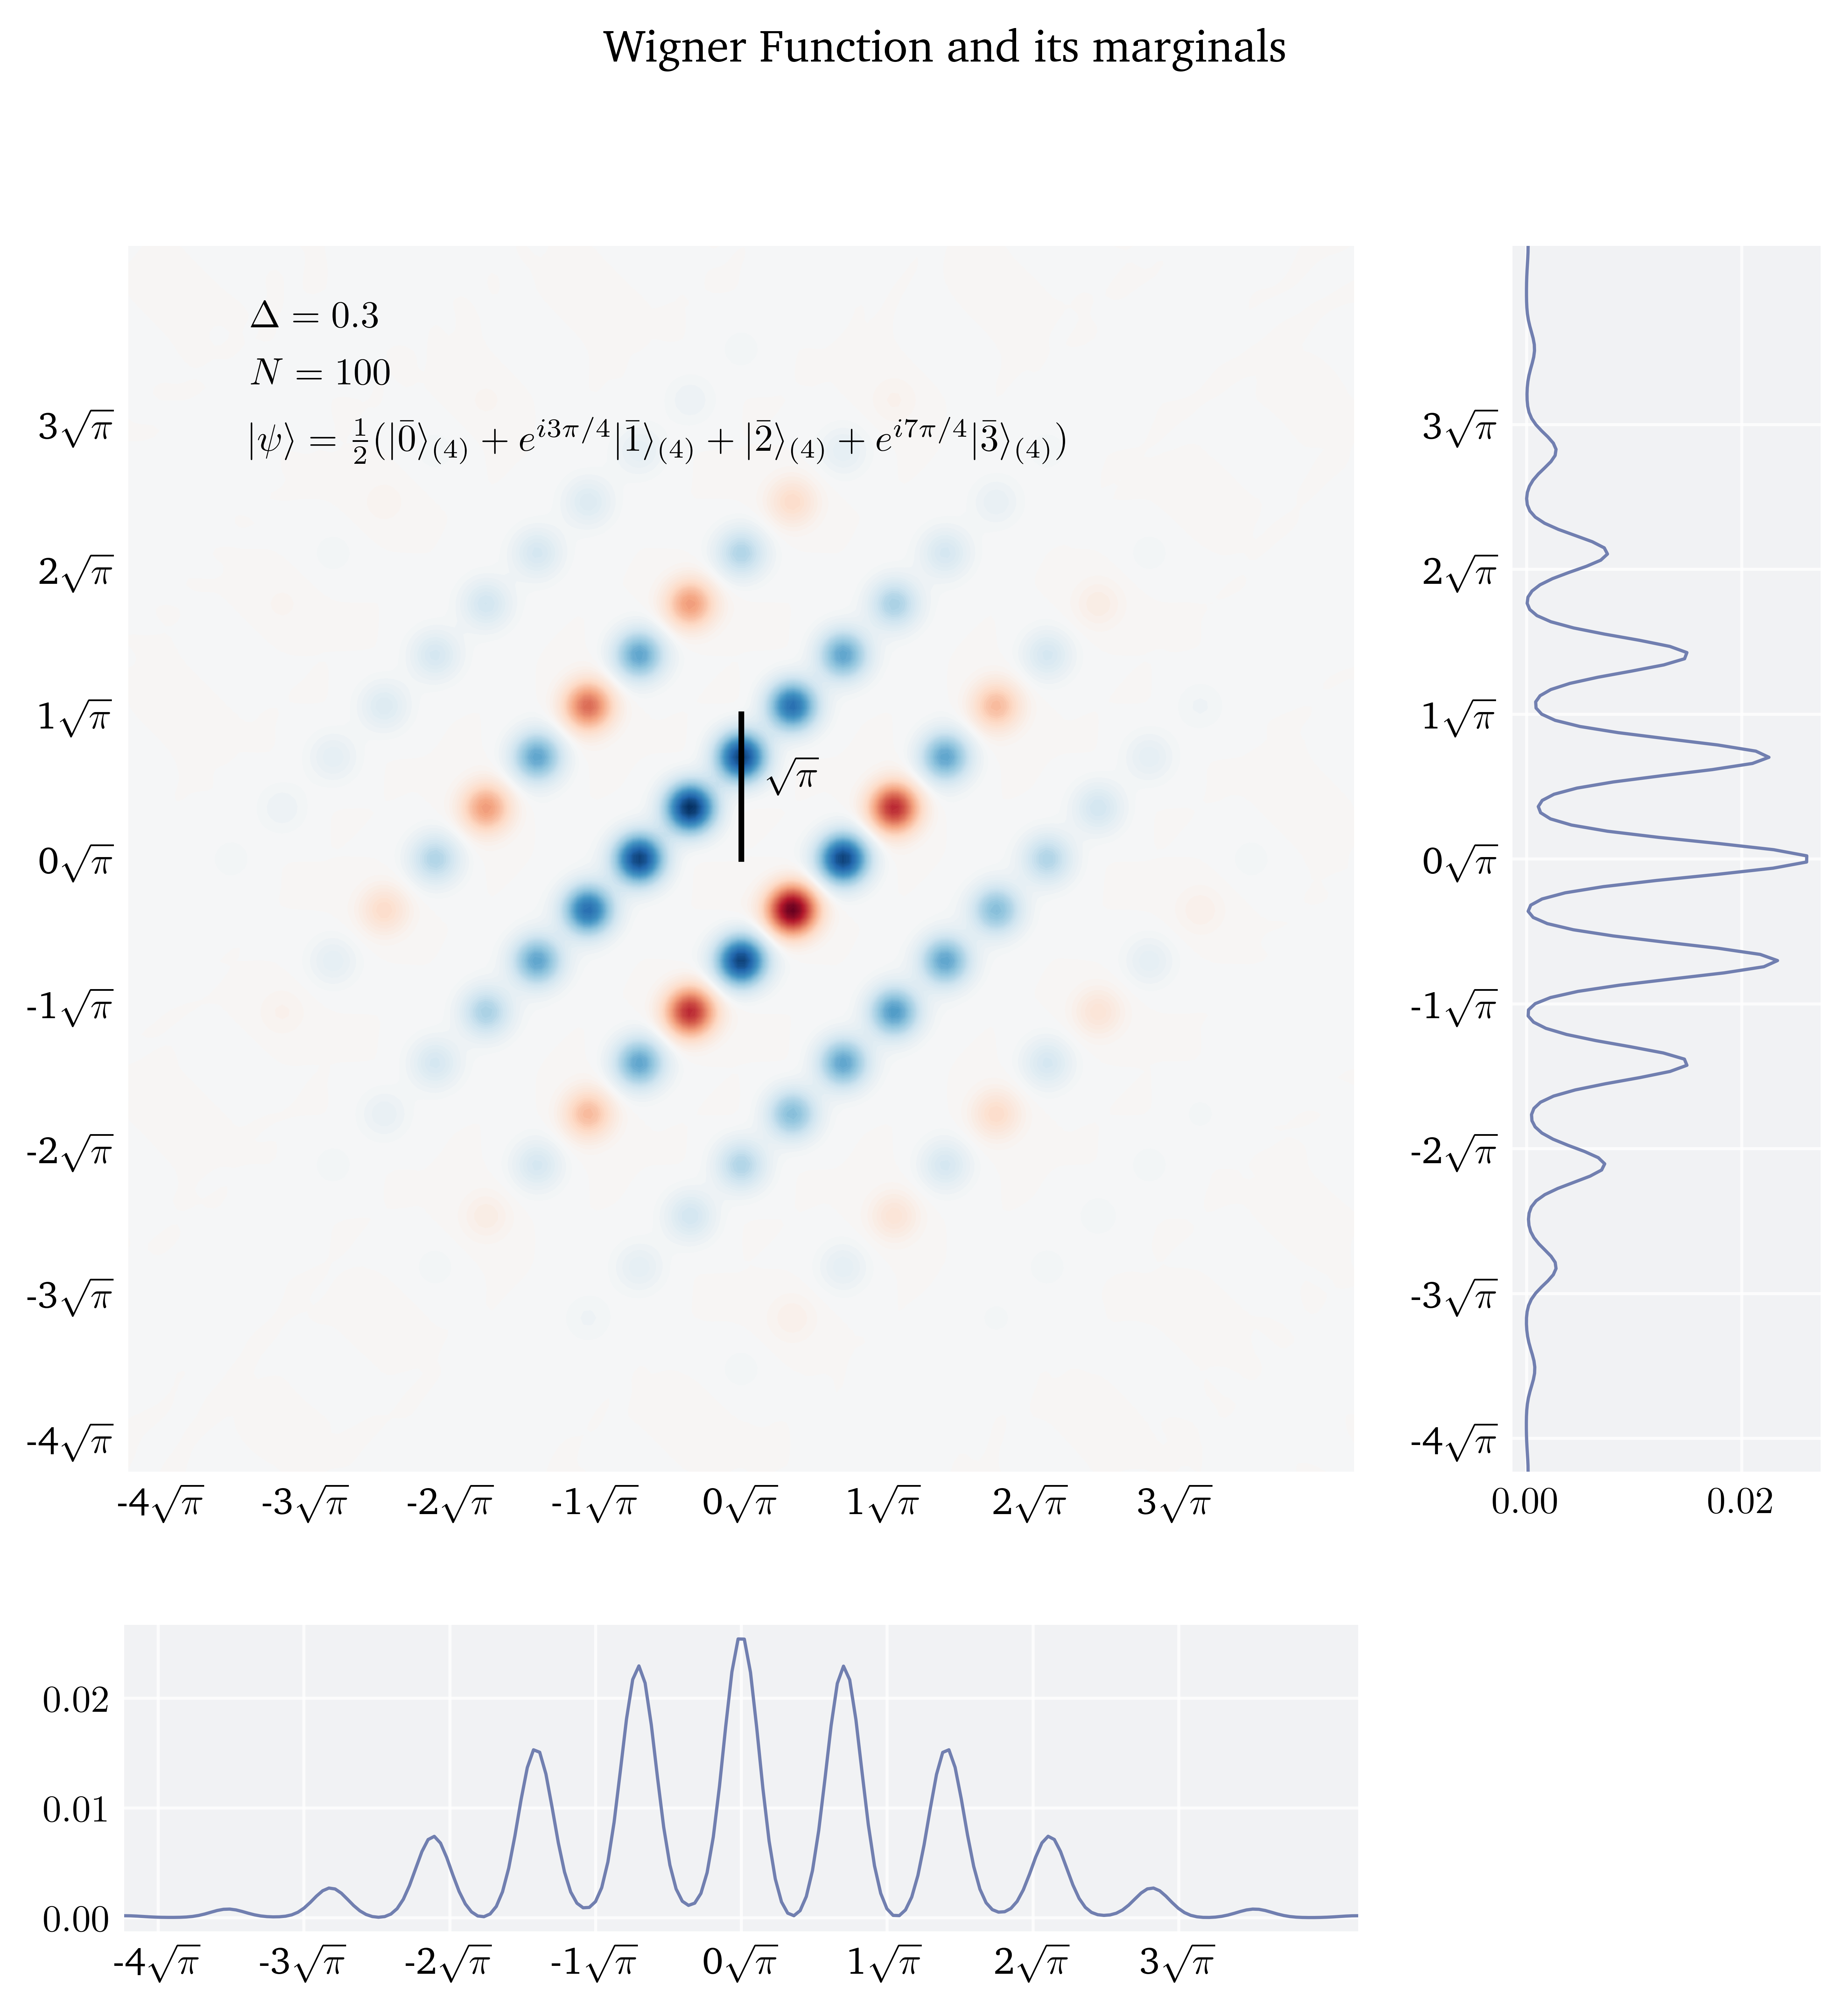 Wigner Function and its marginals
Δ = 0.3
N = 100
|ψ⟩ = 1/2(|0̄⟩₍₄₎ + e^{i3π/4}|1̄⟩₍₄₎ + |2̄⟩₍₄₎ + e^{i7π/4}|3̄⟩₍₄₎)
√π
3√π
2√π
1√π
0√π
-1√π
-2√π
-3√π
-4√π
-4√π -3√π -2√π -1√π 0√π 1√π 2√π 3√π
3√π
2√π
1√π
0√π
-1√π
-2√π
-3√π
-4√π
0.00 0.02
0.02
0.01
0.00
-4√π -3√π -2√π -1√π 0√π 1√π 2√π 3√π